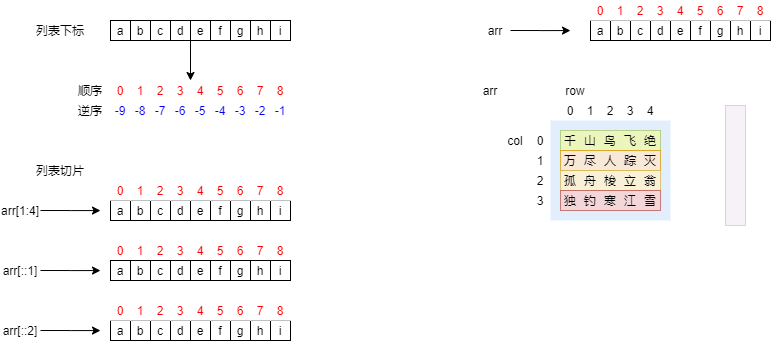 列表下标 a b c d e f g h i
顺序 0 1 2 3 4 5 6 7 8
逆序 -9 -8 -7 -6 -5 -4 -3 -2 -1
列表切片
0 1 2 3 4 5 6 7 8
arr[1:4] a b c d e f g h i
0 1 2 3 4 5 6 7 8
arr[::1] a b c d e f g h i
0 1 2 3 4 5 6 7 8
arr[::2] a b c d e f g h i
0 1 2 3 4 5 6 7 8
arr a b c d e f g h i
arr row
0 1 2 3 4
col 0 千 山 鸟 飞 绝
1 万 尽 人 踪 灭
2 孤 舟 梭 立 翁
3 独 钓 寒 江 雪